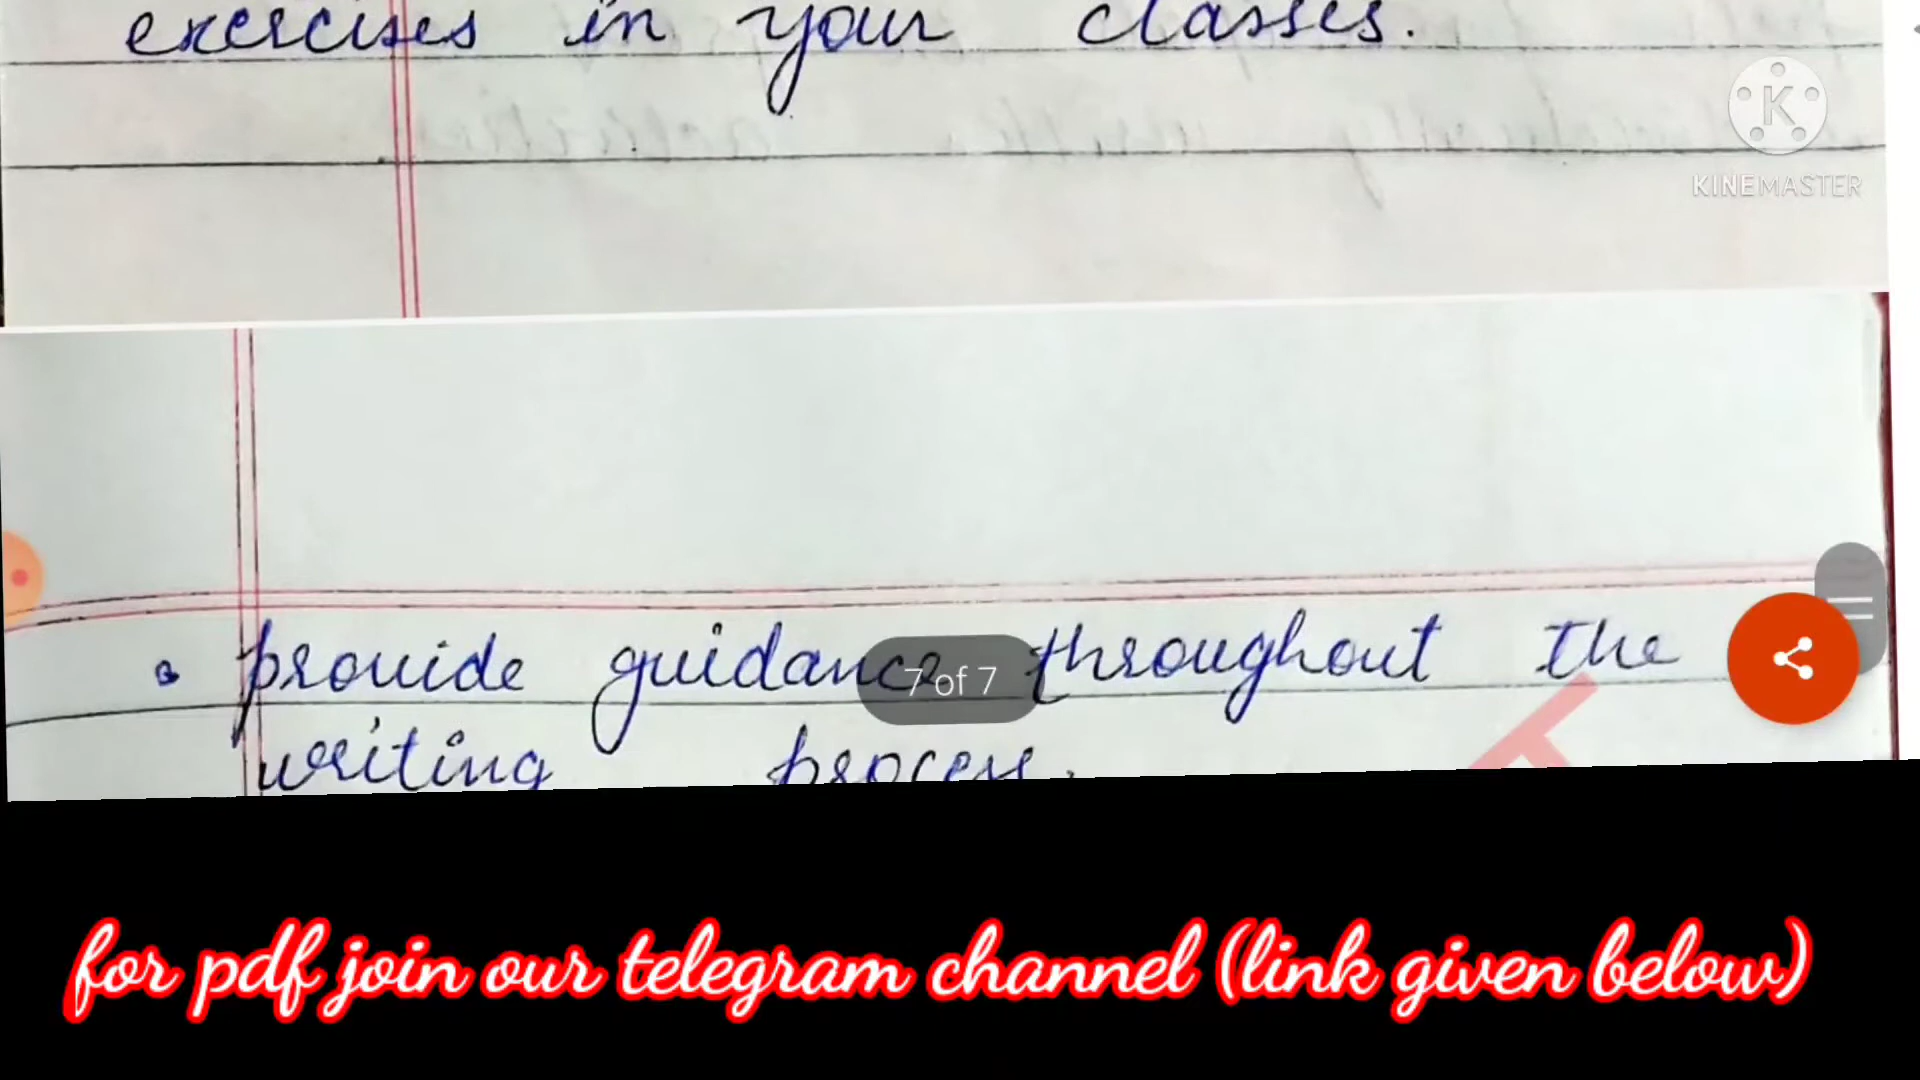 exercises in your classes.
KINEMASTER
• provide guidance throughout the
7 of 7
writing process.
for pdf join our telegram channel (link given below)